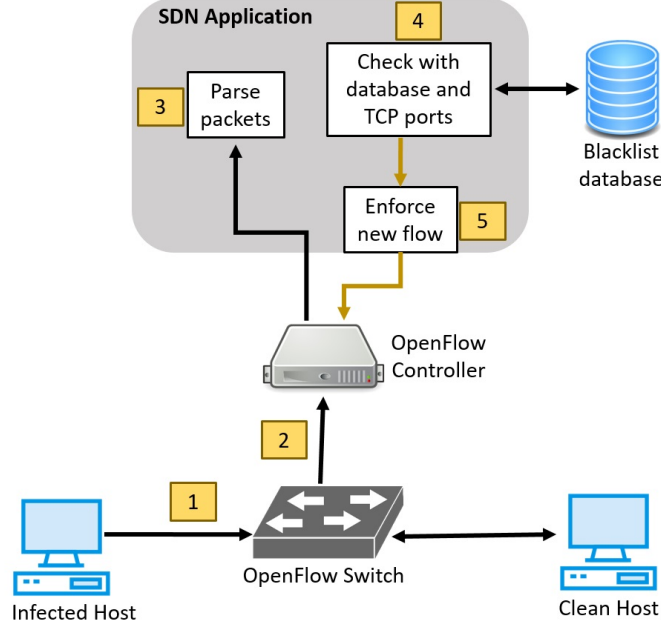 SDN Application
4
3
Parse
packets
Check with
database and
TCP ports
Blacklist
database
Enforce
new flow
5
OpenFlow
Controller
2
1
OpenFlow Switch
Infected Host
Clean Host